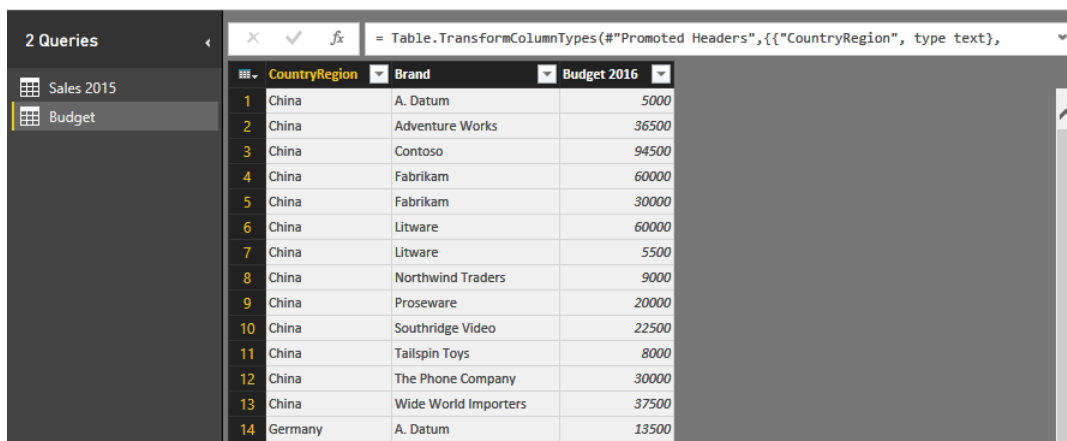 2 Queries
Sales 2015
Budget
fx = Table.TransformColumnTypes(#"Promoted Headers",{{"CountryRegion", type text},
CountryRegion Brand Budget 2016
1 China A. Datum 5000
2 China Adventure Works 36500
3 China Contoso 94500
4 China Fabrikam 60000
5 China Fabrikam 30000
6 China Litware 60000
7 China Litware 5500
8 China Northwind Traders 9000
9 China Proseware 20000
10 China Southridge Video 22500
11 China Tailspin Toys 8000
12 China The Phone Company 30000
13 China Wide World Importers 37500
14 Germany A. Datum 13500